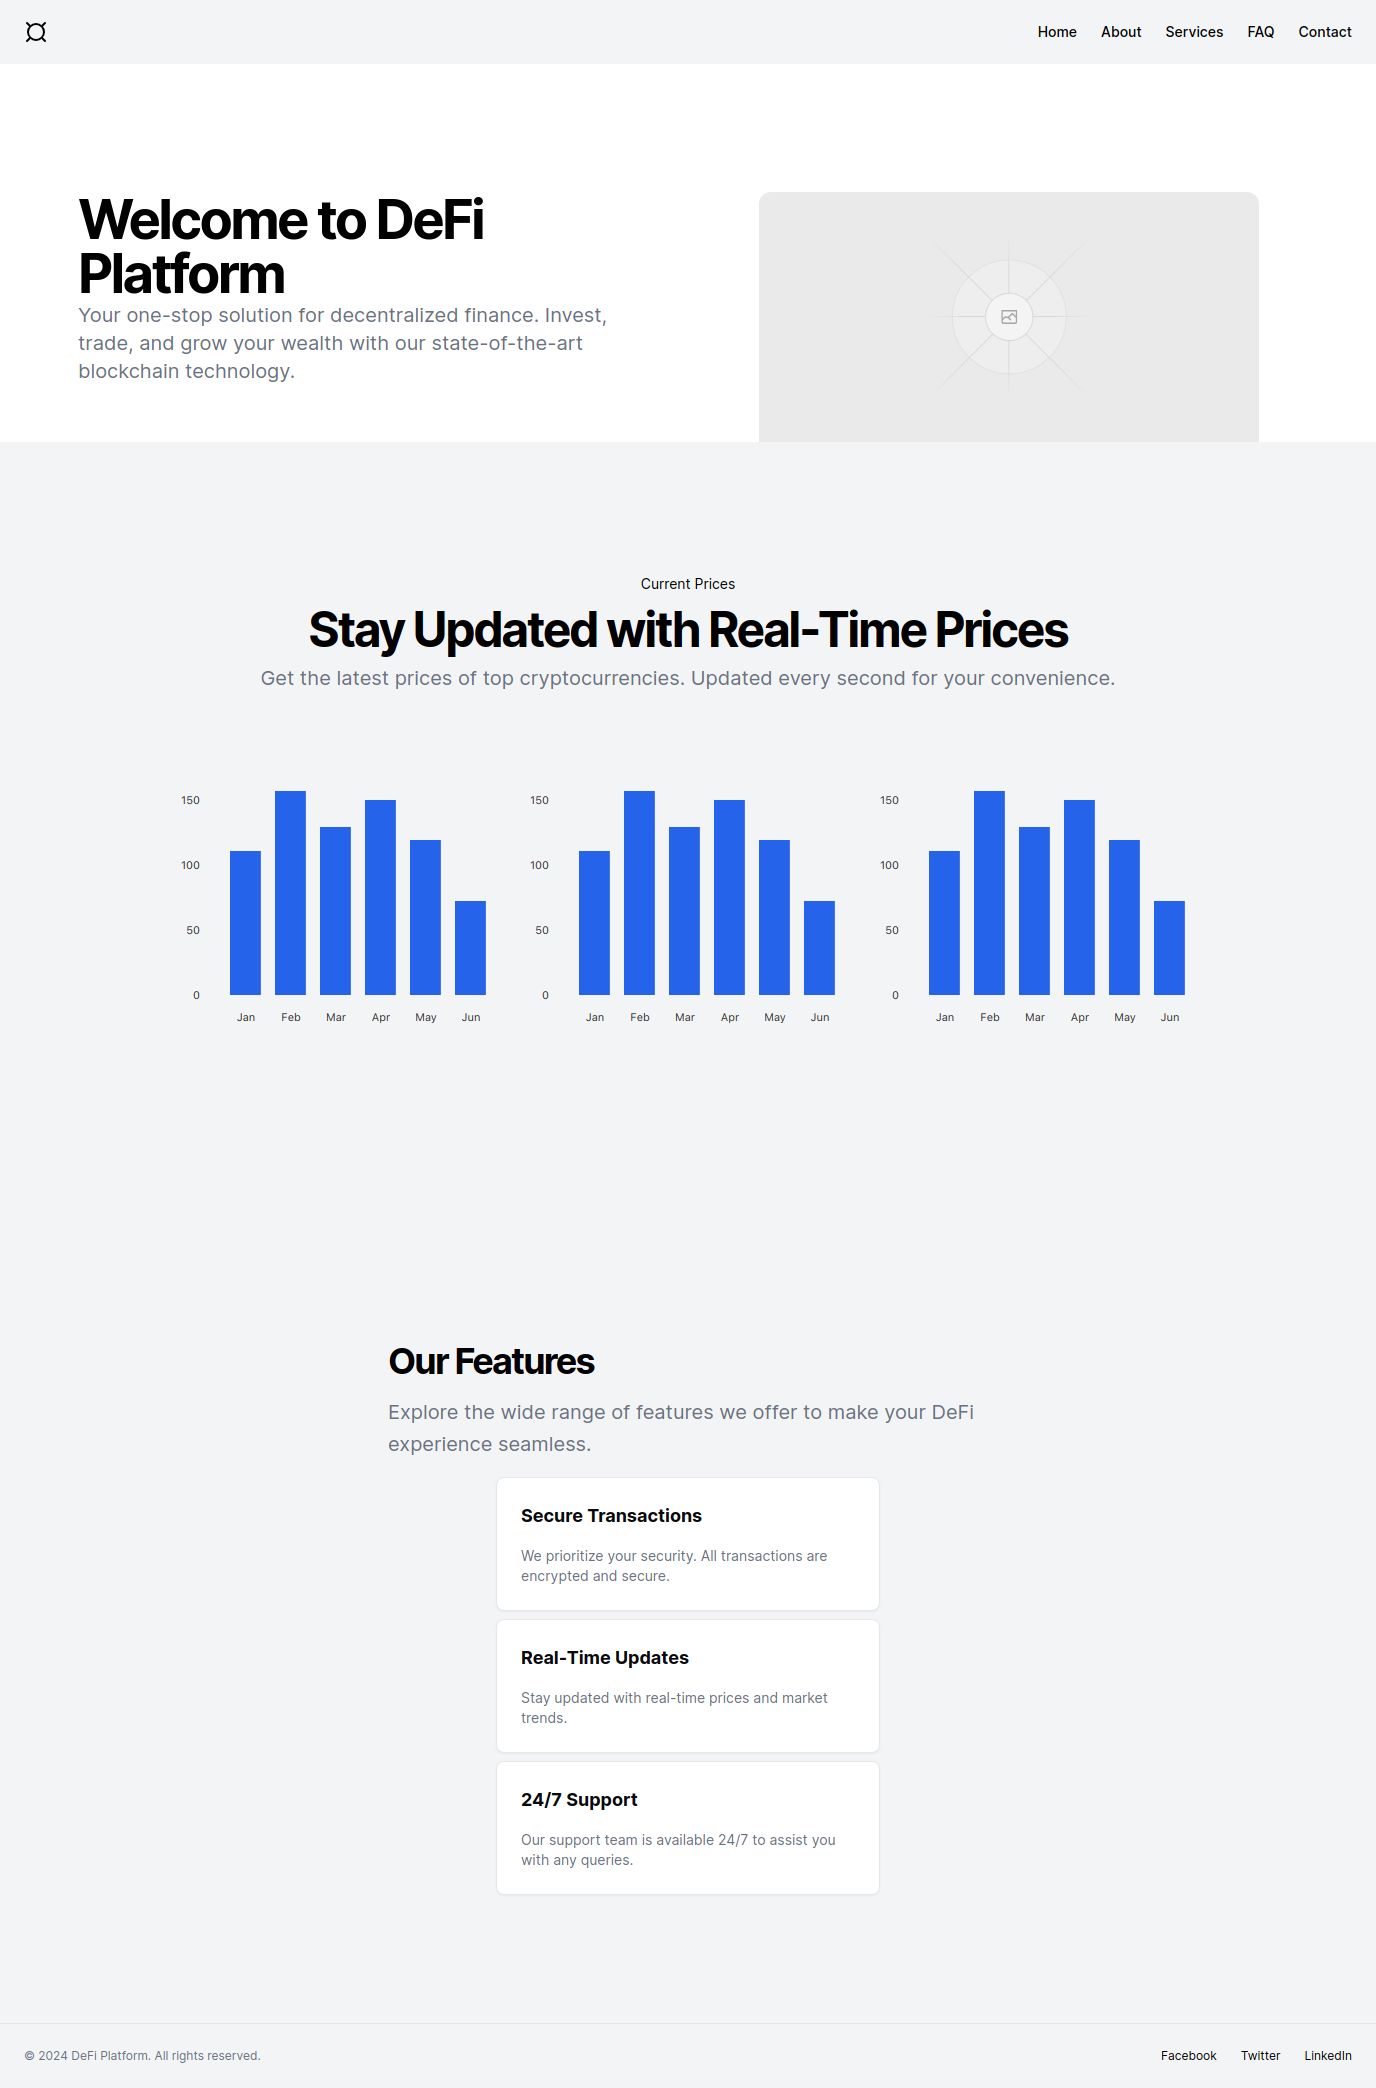 Home About Services FAQ Contact
Welcome to DeFi
Platform
Your one-stop solution for decentralized finance. Invest,
trade, and grow your wealth with our state-of-the-art
blockchain technology.
Current Prices
Stay Updated with Real-Time Prices
Get the latest prices of top cryptocurrencies. Updated every second for your convenience.
150
100
50
0
Jan Feb Mar Apr May Jun
150
100
50
0
Jan Feb Mar Apr May Jun
150
100
50
0
Jan Feb Mar Apr May Jun
Our Features
Explore the wide range of features we offer to make your DeFi
experience seamless.
Secure Transactions
We prioritize your security. All transactions are
encrypted and secure.
Real-Time Updates
Stay updated with real-time prices and market
trends.
24/7 Support
Our support team is available 24/7 to assist you
with any queries.
© 2024 DeFi Platform. All rights reserved.
Facebook Twitter LinkedIn